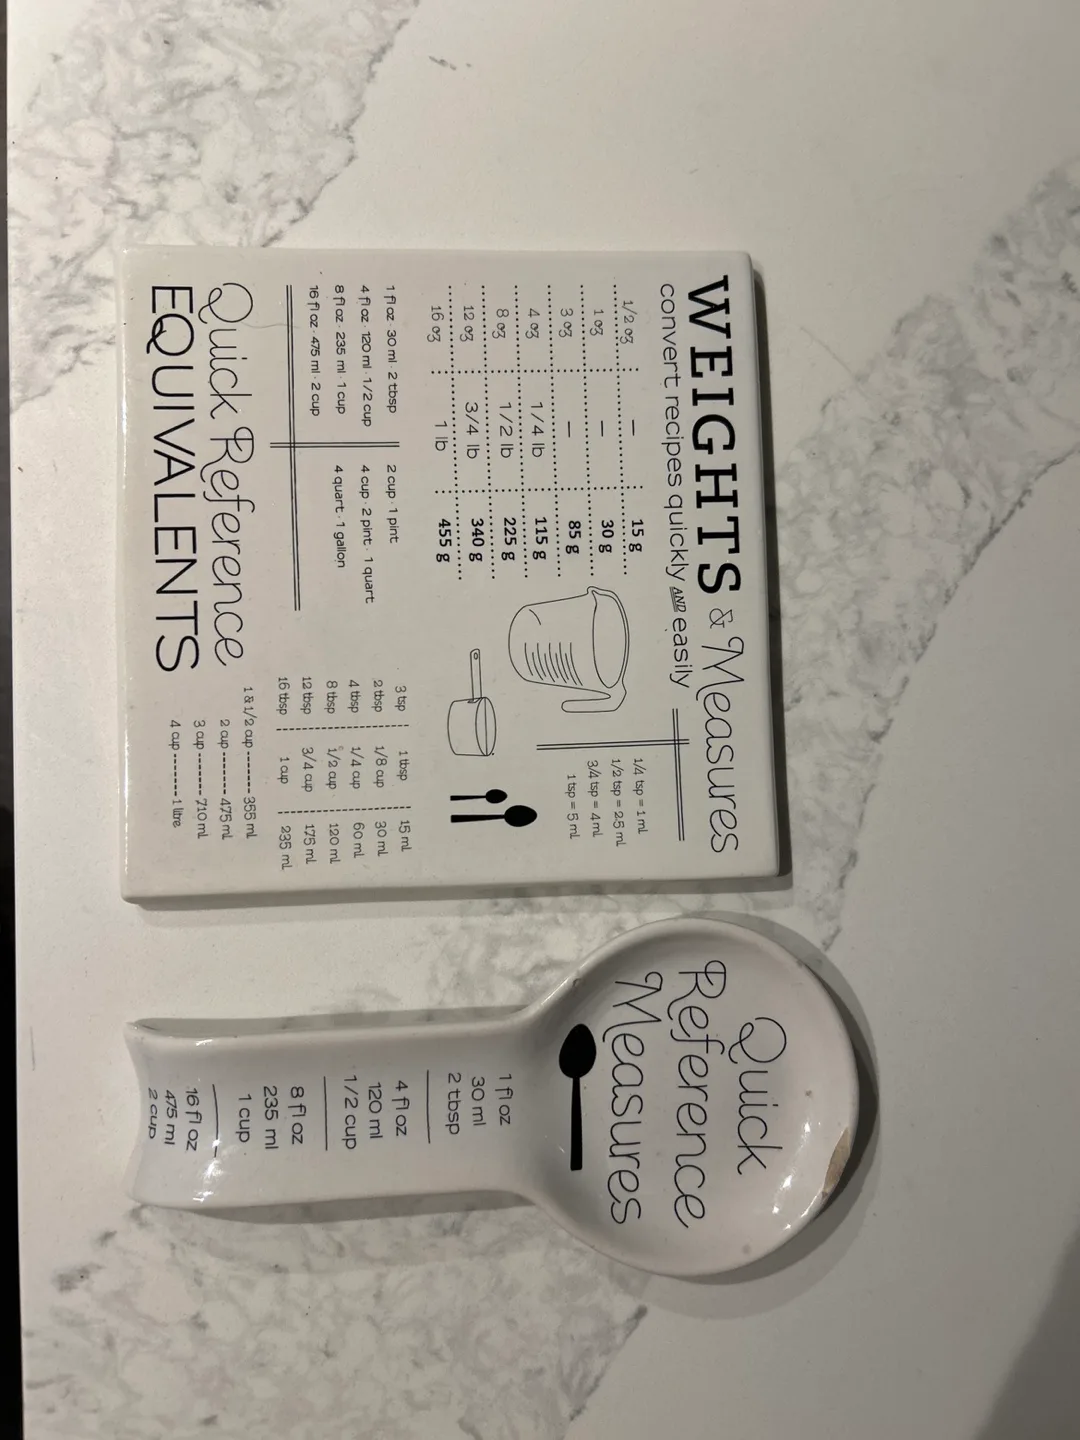 WEIGHTS & Measures
convert recipes quickly AND easily
1/2 oz — 15 g
1 oz — 30 g
3 oz — 85 g
4 oz 1/4 lb 115 g
8 oz 1/2 lb 225 g
12 oz 3/4 lb 340 g
16 oz 1 lb 455 g
1/4 tsp = 1 ml
1/2 tsp = 2.5 mL
3/4 tsp = 4 mL
1 tsp = 5 mL
1 fl oz · 30 ml · 2 tbsp
4 fl oz · 120 ml · 1/2 cup
8 fl oz · 235 ml · 1 cup
16 fl oz · 475 ml · 2 cup
2 cup · 1 pint
4 cup · 2 pint · 1 quart
4 quart · 1 gallon
3 tsp 1 tbsp 15 mL
2 tbsp 1/8 cup 30 mL
4 tbsp 1/4 cup 60 mL
8 tbsp 1/2 cup 120 mL
12 tbsp 3/4 cup 175 mL
16 tbsp 1 cup 235 mL
Quick Reference
EQUIVALENTS
1 & 1/2 cup -------- 355 mL
2 cup -------- 475 mL
3 cup -------- 710 mL
4 cup -------- 1 litre
Quick
Reference
Measures
1 fl oz
30 ml
2 tbsp
4 fl oz
120 ml
1/2 cup
8 fl oz
235 ml
1 cup
16 fl oz
475 ml
2 cup